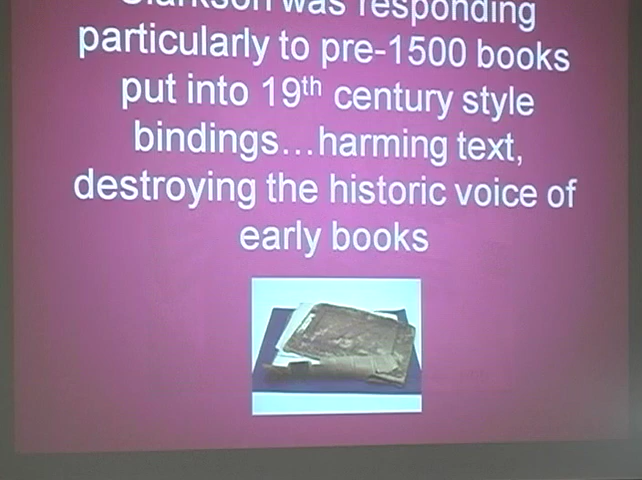 Clarkson was responding
particularly to pre-1500 books
put into 19th century style
bindings...harming text,
destroying the historic voice of
early books